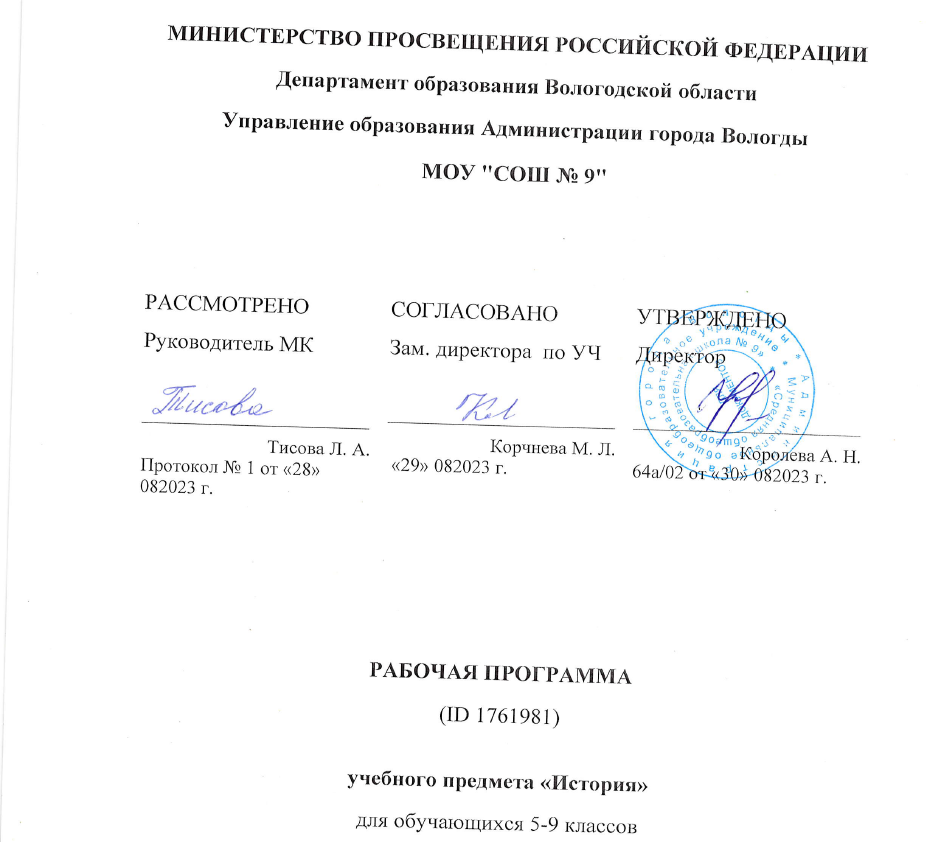 МИНИСТЕРСТВО ПРОСВЕЩЕНИЯ РОССИЙСКОЙ ФЕДЕРАЦИИ
Департамент образования Вологодской области
Управление образования Администрации города Вологды
МОУ "СОШ № 9"
РАССМОТРЕНО
Руководитель МК
Тисова
Тисова Л. А.
Протокол № 1 от «28»
082023 г.
СОГЛАСОВАНО
Зам. директора по УЧ
Корчнева М. Л.
«29» 082023 г.
УТВЕРЖДЕНО
Директор
Королева А. Н.
64а/02 от «30» 082023 г.
РАБОЧАЯ ПРОГРАММА
(ID 1761981)
учебного предмета «История»
для обучающихся 5-9 классов